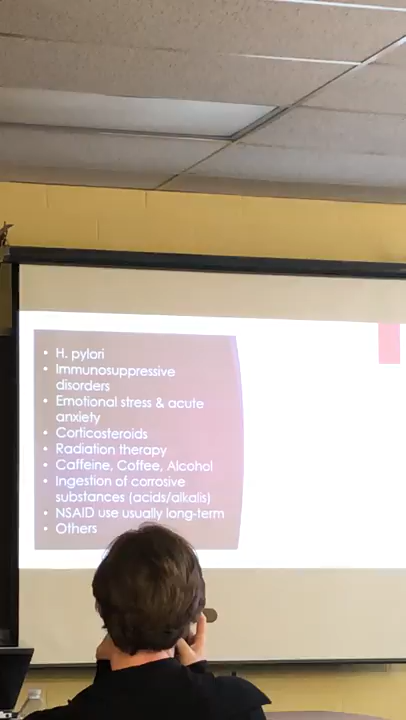 • H. pylori
• Immunosuppressive
disorders
• Emotional stress & acute
anxiety
• Corticosteroids
• Radiation therapy
• Caffeine, Coffee, Alcohol
• Ingestion of corrosive
substances (acids/alkalis)
• NSAID use usually long-term
• Others